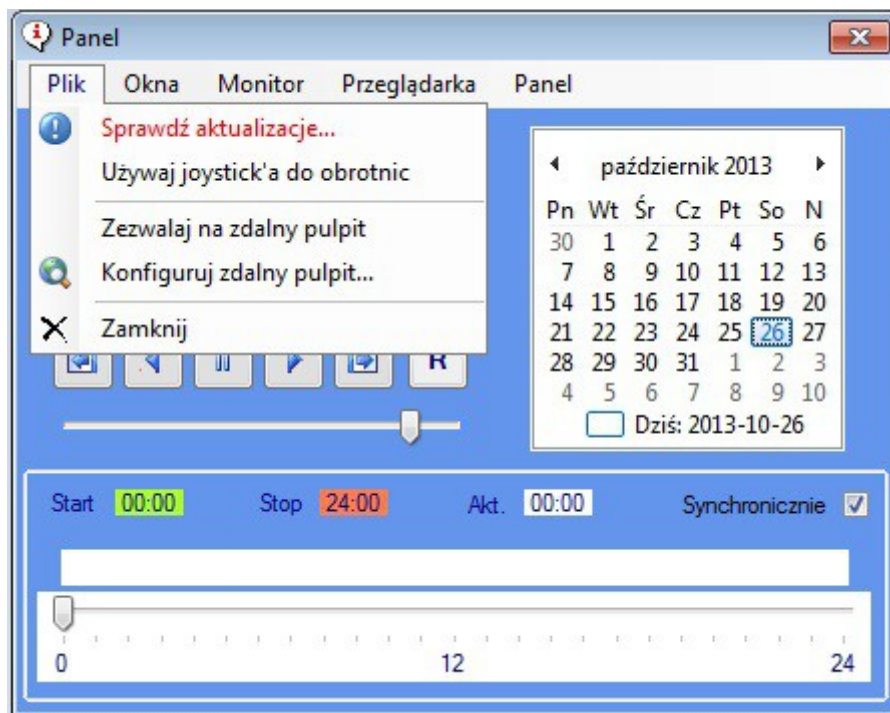 Panel
Plik Okna Monitor Przeglądarka Panel
Sprawdź aktualizacje...
Używaj joystick'a do obrotnic
Zezwalaj na zdalny pulpit
Konfiguruj zdalny pulpit...
Zamknij
R
październik 2013
Pn Wt Śr Cz Pt So N
30 1 2 3 4 5 6
7 8 9 10 11 12 13
14 15 16 17 18 19 20
21 22 23 24 25 26 27
28 29 30 31 1 2 3
4 5 6 7 8 9 10
Dziś: 2013-10-26
Start 00:00 Stop 24:00 Akt. 00:00 Synchronicznie
0 12 24